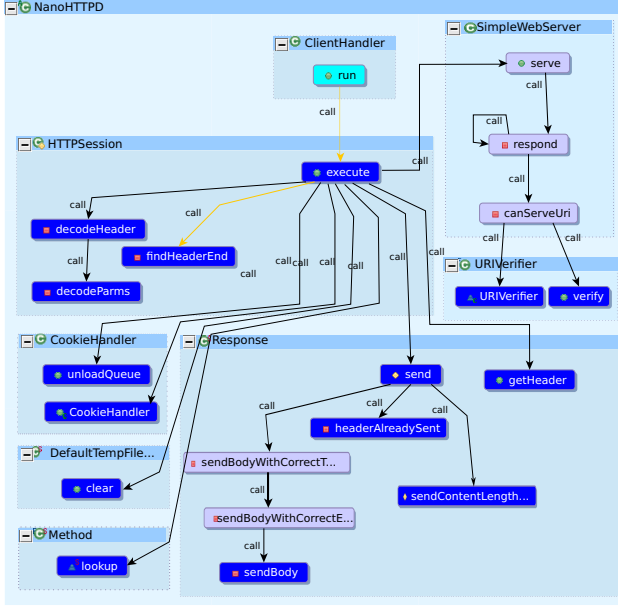 NanoHTTPD
SimpleWebServer
ClientHandler
serve
run
call
call
call
respond
HTTPSession
call
execute
call
call
canServeUri
call
call
decodeHeader
call
call
findHeaderEnd
call
call
call
call
call
call
call
URIVerifier
decodeParms
URIVerifier
verify
CookieHandler
Response
unloadQueue
send
getHeader
CookieHandler
call
call
call
headerAlreadySent
DefaultTempFile...
sendBodyWithCorrectT...
clear
call
sendContentLength...
sendBodyWithCorrectE...
Method
call
lookup
sendBody